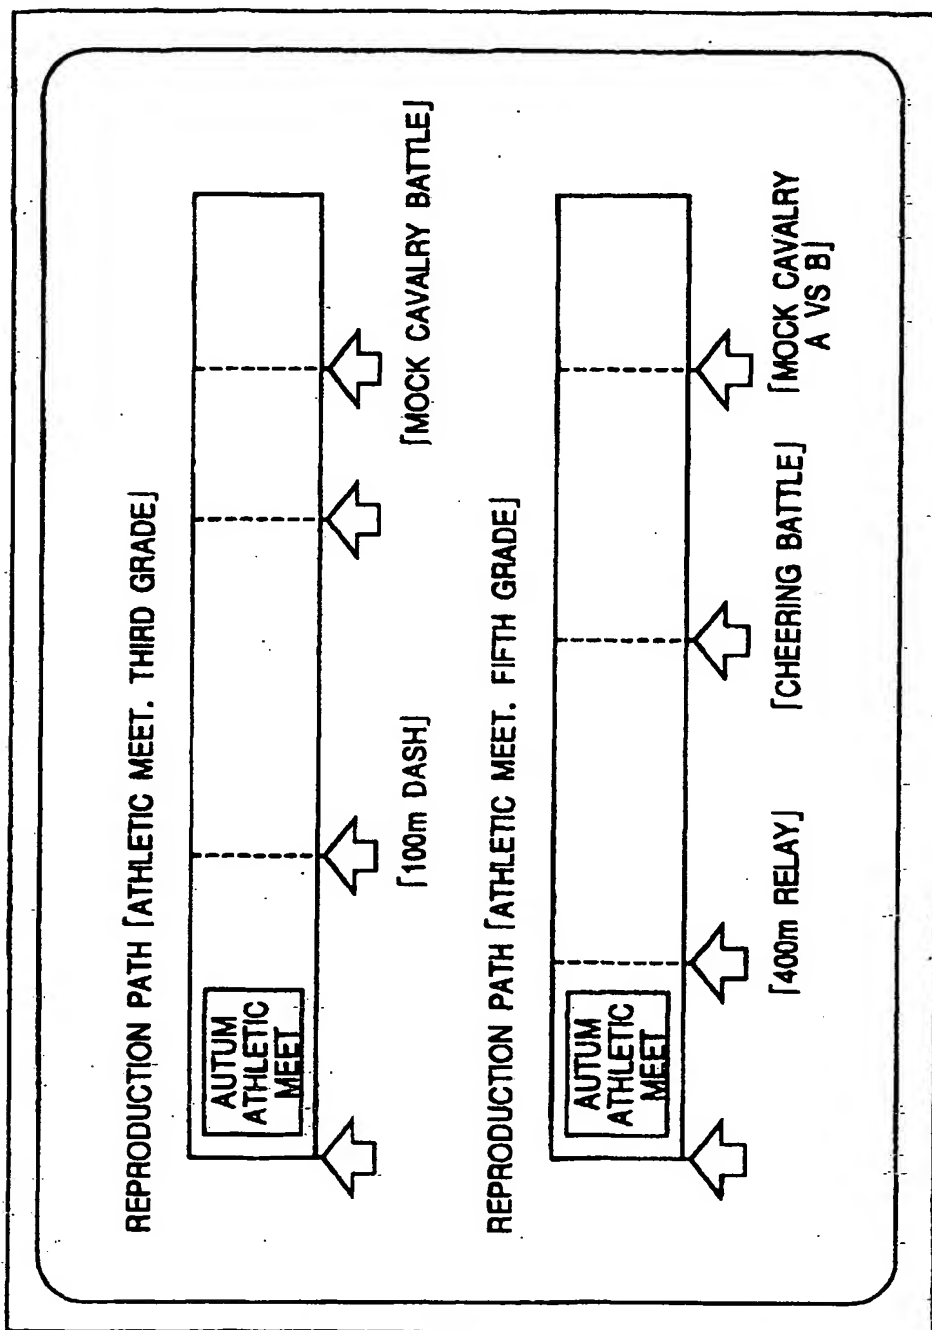 REPRODUCTION PATH ｢ATHLETIC MEET. THIRD GRADE｣
AUTUM
ATHLETIC
MEET
｢100m DASH｣
｢MOCK CAVALRY BATTLE｣
REPRODUCTION PATH ｢ATHLETIC MEET. FIFTH GRADE｣
AUTUM
ATHLETIC
MEET
｢400m RELAY｣
｢CHEERING BATTLE｣
｢MOCK CAVALRY
A VS B｣